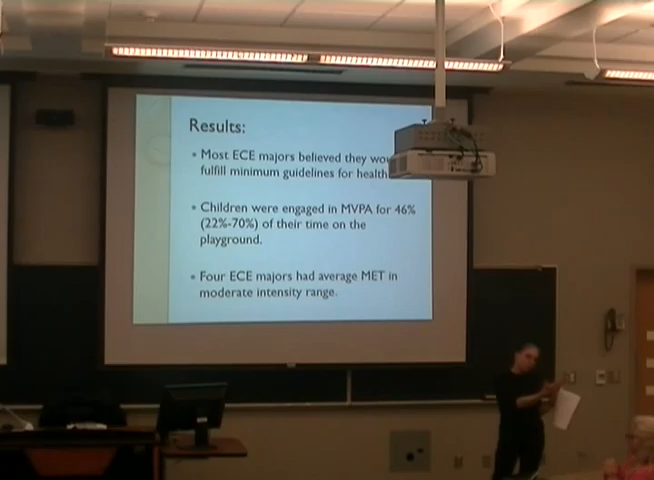 Results:
• Most ECE majors believed they
fulfill minimum guidelines for health
• Children were engaged in MVPA for 46%
(22%-70%) of their time on the
playground.
• Four ECE majors had average MET in
moderate intensity range.